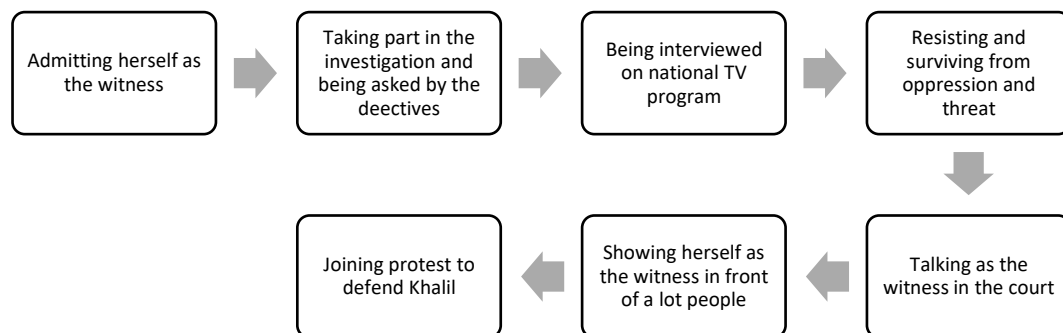 Admitting herself as
the witness
Taking part in the
investigation and
being asked by the
deectives
Being interviewed
on national TV
program
Resisting and
surviving from
oppression and
threat
Talking as the
witness in the court
Showing herself as
the witness in front
of a lot people
Joining protest to
defend Khalil